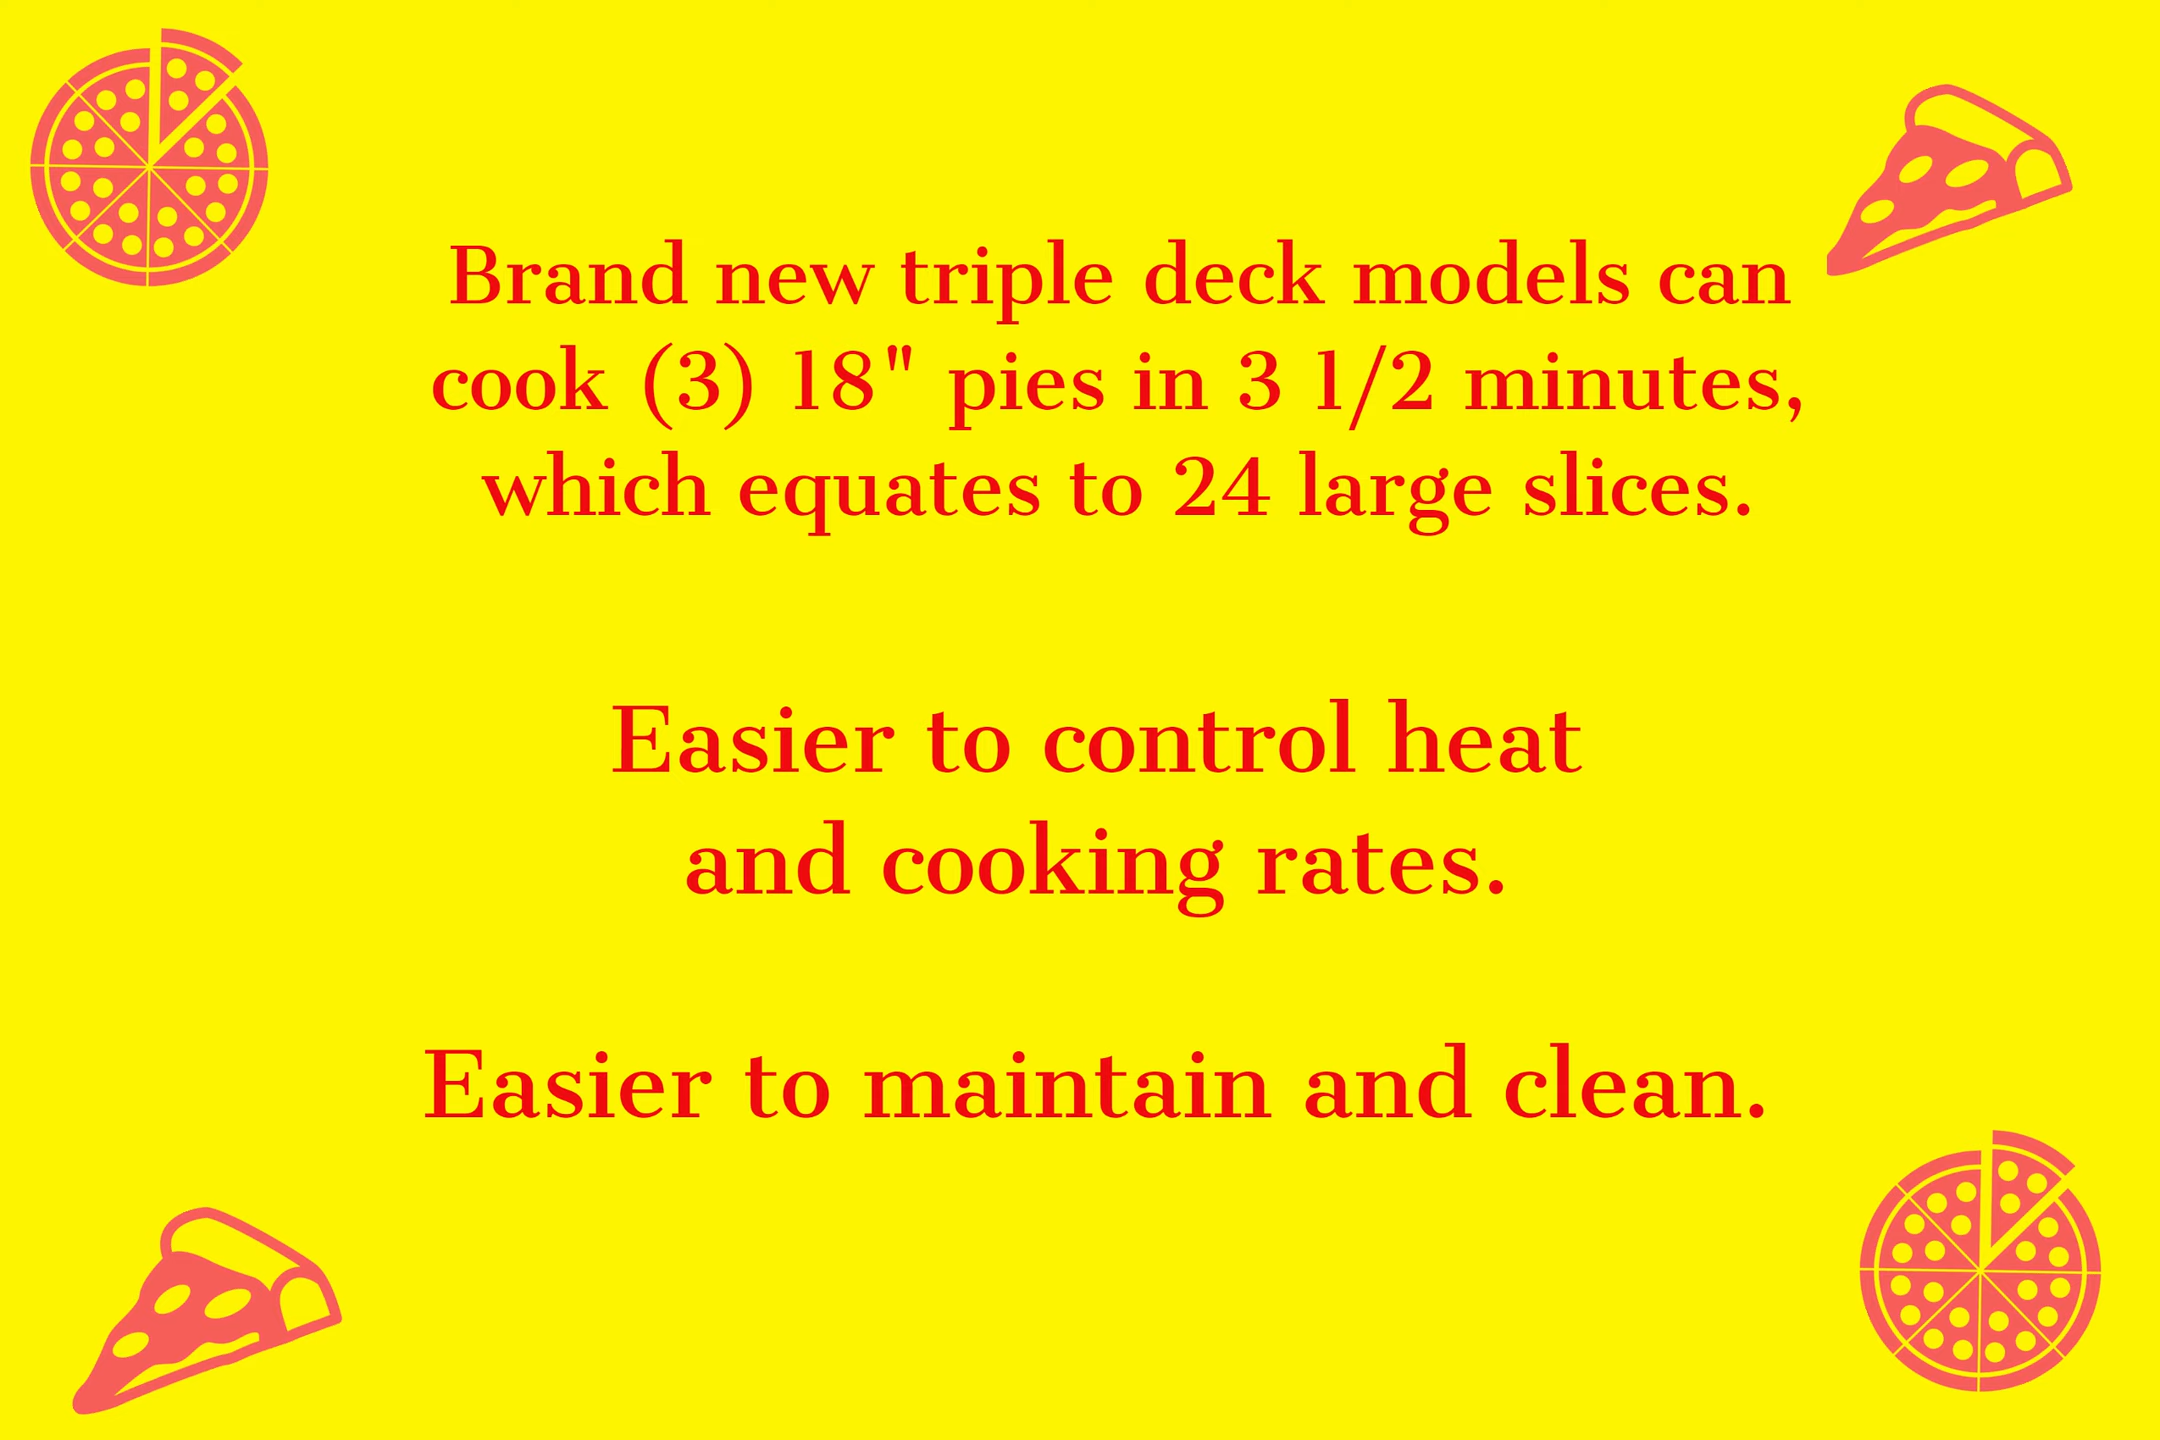 Brand new triple deck models can
cook (3) 18" pies in 3 1/2 minutes,
which equates to 24 large slices.
Easier to control heat
and cooking rates.
Easier to maintain and clean.